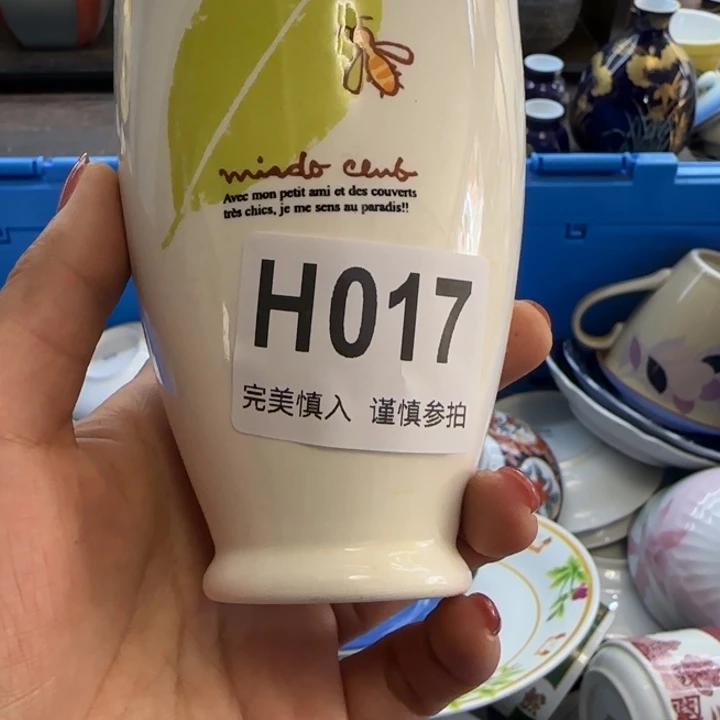 miado club
Avec mon petit ami et des couverts
très chics, je me sens au paradis!!
H017
完美慎入 谨慎参拍